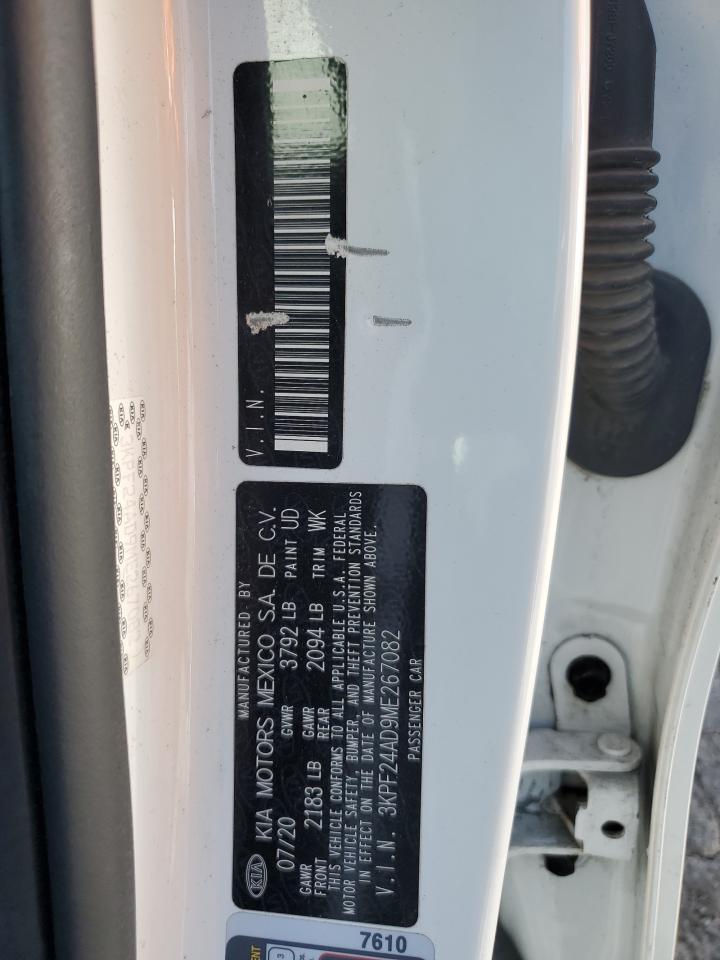 V.I.N.
MANUFACTURED BY
KIA KIA MOTORS MEXICO S.A. DE C.V.
07/20 GVWR 3792 LB PAINT UD
GAWR FRONT 2183 LB GAWR REAR 2094 LB TRIM WK
THIS VEHICLE CONFORMS TO ALL APPLICABLE U.S.A. FEDERAL
MOTOR VEHICLE SAFETY, BUMPER, AND THEFT PREVENTION STANDARDS
IN EFFECT ON THE DATE OF MANUFACTURE SHOWN ABOVE.
V.I.N. 3KPF24AD9ME267082
PASSENGER CAR
7610
3